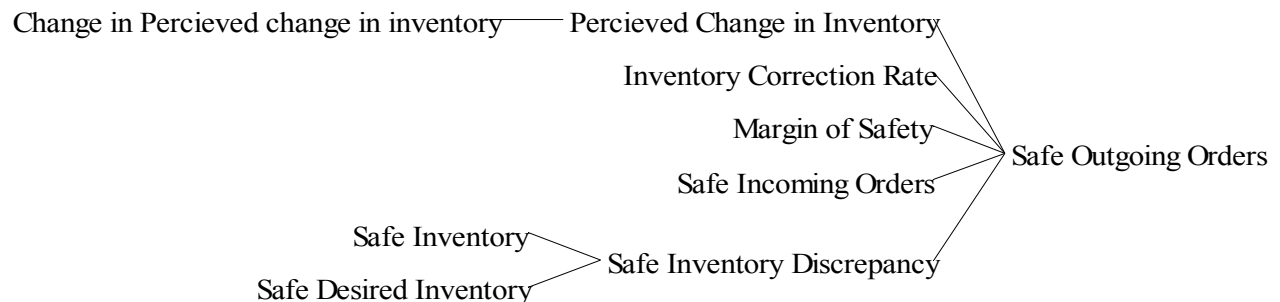 Change in Percieved change in inventory
Percieved Change in Inventory
Inventory Correction Rate
Margin of Safety
Safe Outgoing Orders
Safe Incoming Orders
Safe Inventory
Safe Inventory Discrepancy
Safe Desired Inventory